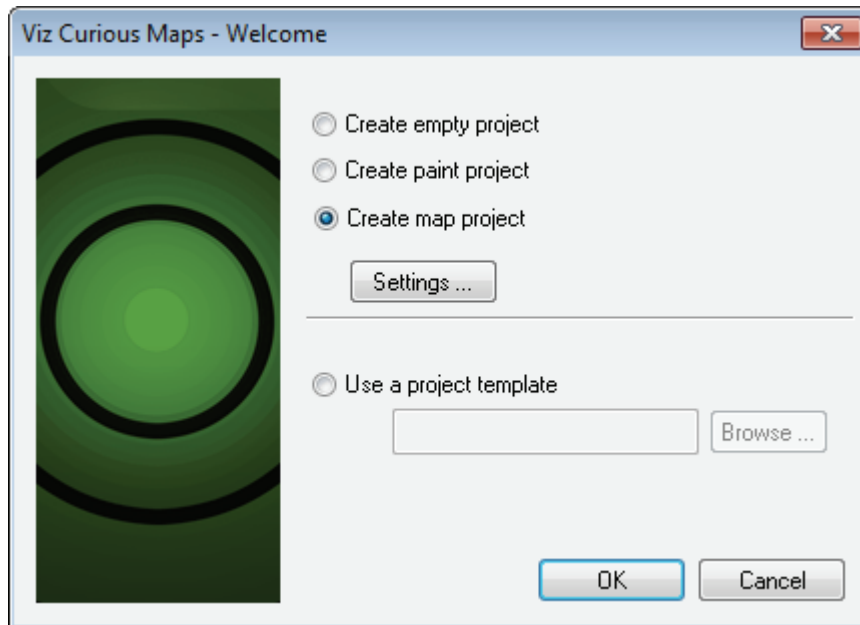 Viz Curious Maps - Welcome
Create empty project
Create paint project
Create map project
Settings ...
Use a project template
Browse ...
OK Cancel